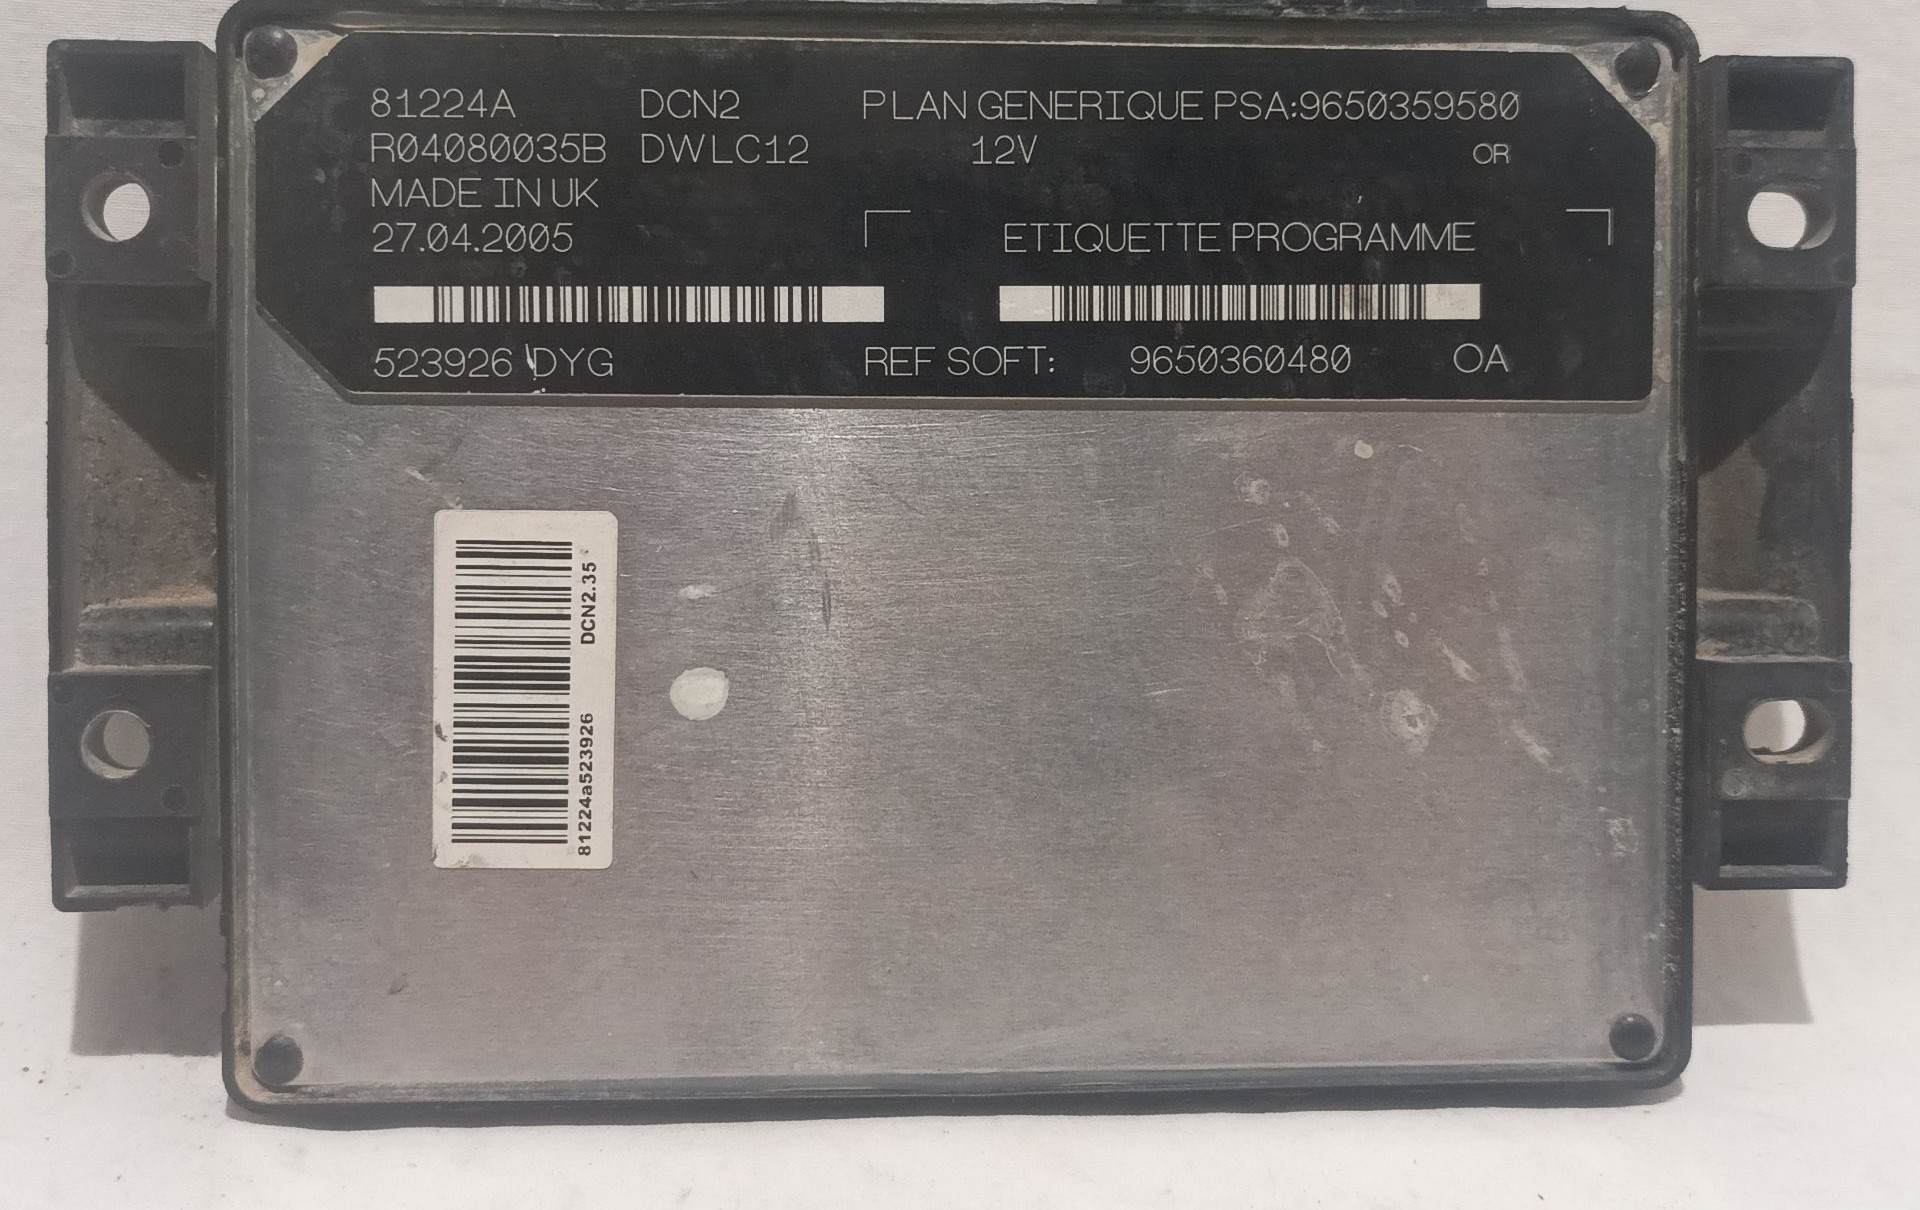 81224A DCN2 PLAN GENERIQUE PSA:9650359580
R04080035B DWLC12 12V OR
MADE IN UK
27.04.2005 ETIQUETTE PROGRAMME
523926 DYG REF SOFT: 9650360480 OA
81224a523926 DCN2.35